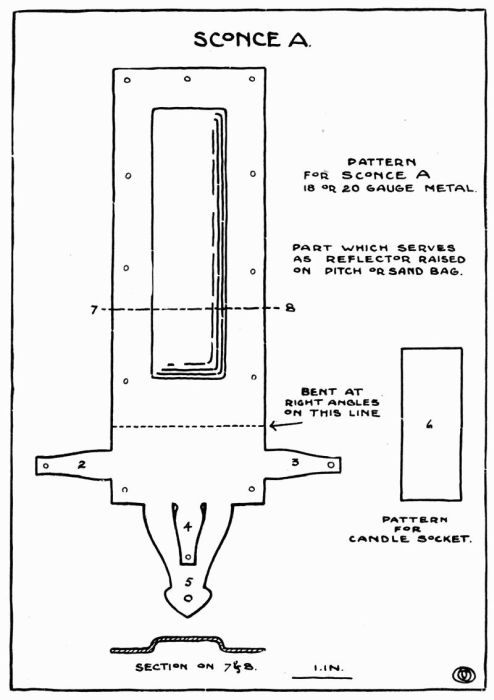 SCONCE A.
PATTERN
FOR SCONCE A
18 OR 20 GAUGE METAL.
PART WHICH SERVES
AS REFLECTOR RAISED
ON PITCH OR SAND BAG.
7
8
BENT AT
RIGHT ANGLES
ON THIS LINE
6
2
3
4
5
PATTERN
FOR
CANDLE SOCKET.
SECTION ON 7 & 8.
1.IN.